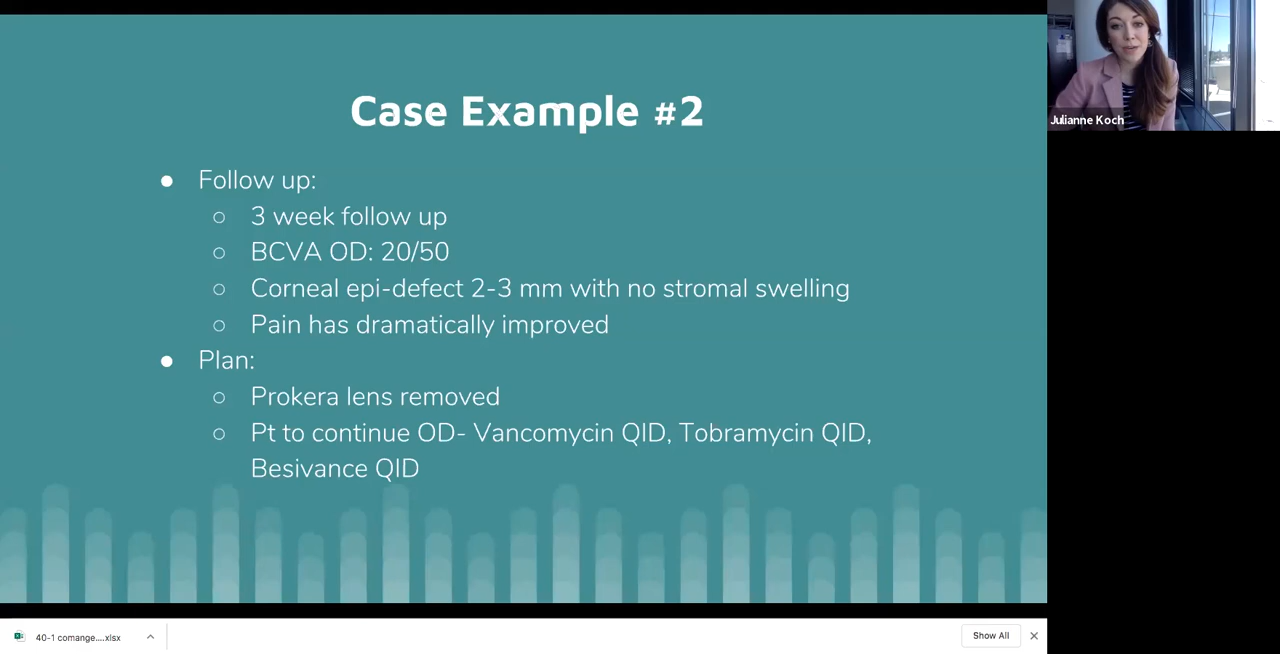 Case Example #2
● Follow up:
○ 3 week follow up
○ BCVA OD: 20/50
○ Corneal epi-defect 2-3 mm with no stromal swelling
○ Pain has dramatically improved
● Plan:
○ Prokera lens removed
○ Pt to continue OD- Vancomycin QID, Tobramycin QID,
Besivance QID
Julianne Koch
40-1 comange....xlsx
Show All